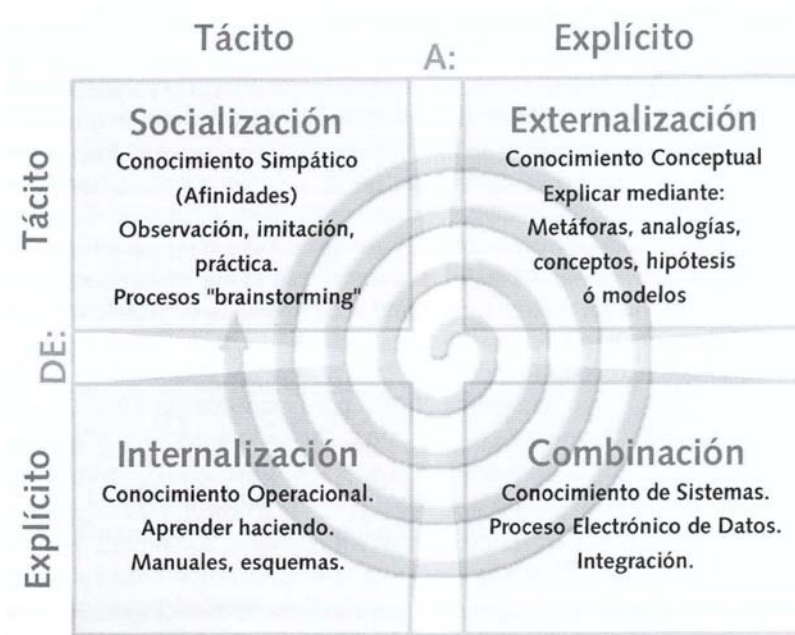 Tácito
A:
Explícito
Tácito
DE:
Explícito
Socialización
Conocimiento Simpático
(Afinidades)
Observación, imitación,
práctica.
Procesos "brainstorming"
Externalización
Conocimiento Conceptual
Explicar mediante:
Metáforas, analogías,
conceptos, hipótesis
ó modelos
Internalización
Conocimiento Operacional.
Aprender haciendo.
Manuales, esquemas.
Combinación
Conocimiento de Sistemas.
Proceso Electrónico de Datos.
Integración.